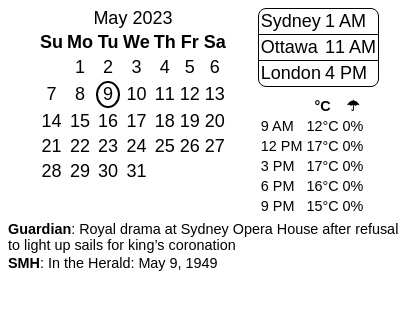 May 2023
Su Mo Tu We Th Fr Sa
1 2 3 4 5 6
7 8 9 10 11 12 13
14 15 16 17 18 19 20
21 22 23 24 25 26 27
28 29 30 31
Sydney 1 AM
Ottawa 11 AM
London 4 PM
°C ☂
9 AM 12°C 0%
12 PM 17°C 0%
3 PM 17°C 0%
6 PM 16°C 0%
9 PM 15°C 0%
Guardian: Royal drama at Sydney Opera House after refusal
to light up sails for king’s coronation
SMH: In the Herald: May 9, 1949